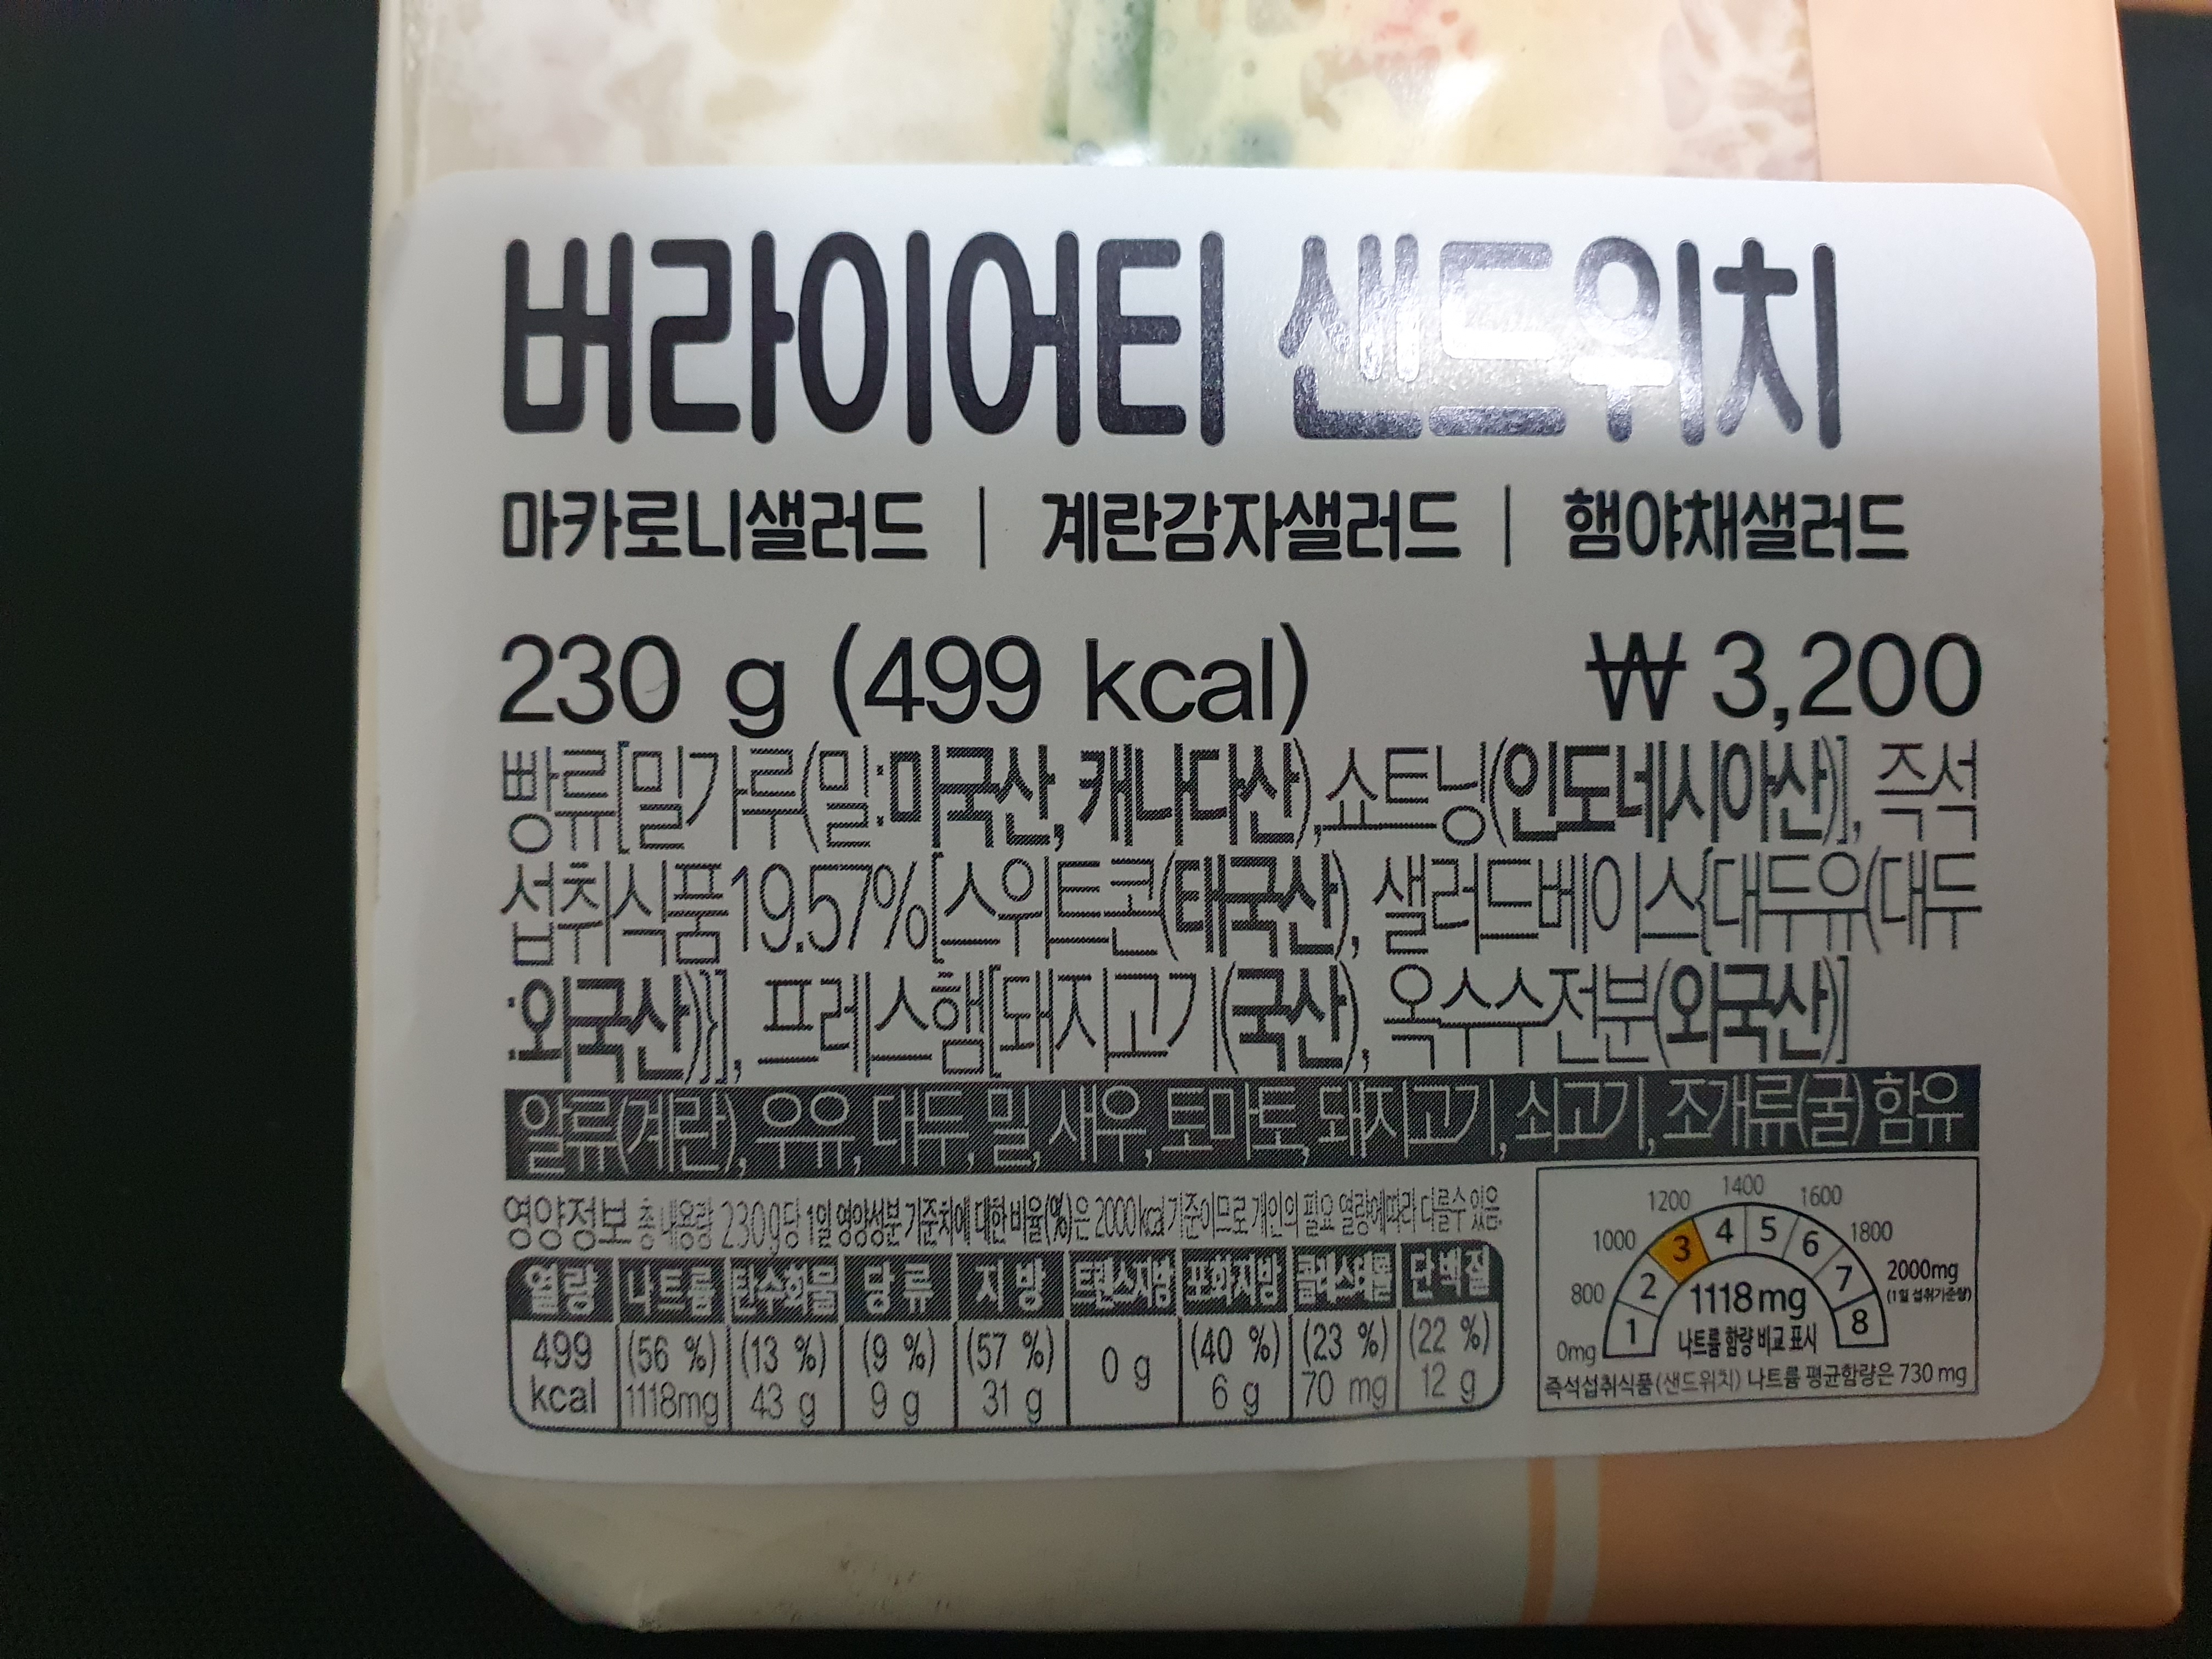 버라이어티 샌드위치
마카로니샐러드 | 계란감자샐러드 | 햄야채샐러드
230 g (499 kcal) ₩ 3,200
빵류[밀가루(밀:미국산, 캐나다산),쇼트닝(인도네시아산)], 즉석
섭취식품19.57%[스위트콘(태국산), 샐러드베이스{대두유(대두
:외국산)}], 프레스햄[돼지고기(국산), 옥수수전분(외국산)]
알류(계란), 우유, 대두, 밀, 새우, 토마토, 돼지고기, 쇠고기, 조개류(굴) 함유
영양정보 총 내용량 230g당 1일 영양성분 기준치에 대한 비율(%)은 2000 kcal 기준이므로 개인의 필요 열량에 따라 다를 수 있음.
열량 나트륨 탄수화물 당류 지방 트랜스지방 포화지방 콜레스테롤 단백질
499 (56 %) (13 %) (9 %) (57 %) 0 g (40 %) (23 %) (22 %)
kcal 1118mg 43 g 9 g 31 g 6 g 70 mg 12 g
0mg 800 1000 1200 1400 1600 1800 2000mg
(1일 섭취기준량)
1 2 3 4 5 6 7 8
1118mg
나트륨 함량 비교 표시
즉석섭취식품(샌드위치) 나트륨 평균함량은 730 mg